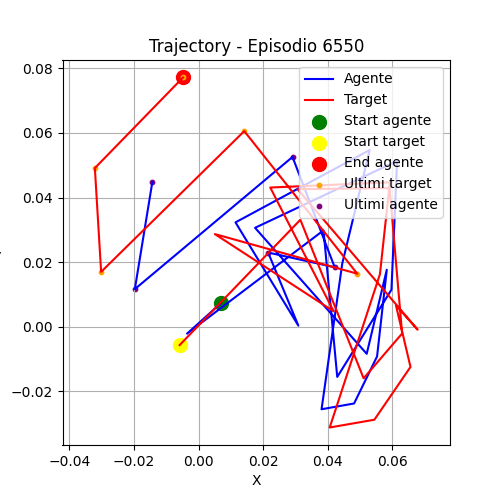 Trajectory - Episodio 6550
Agente
Target
Start agente
Start target
End agente
Ultimi target
Ultimi agente
0.08
0.06
0.04
0.02
0.00
−0.02
−0.04
−0.02
0.00
0.02
0.04
0.06
X